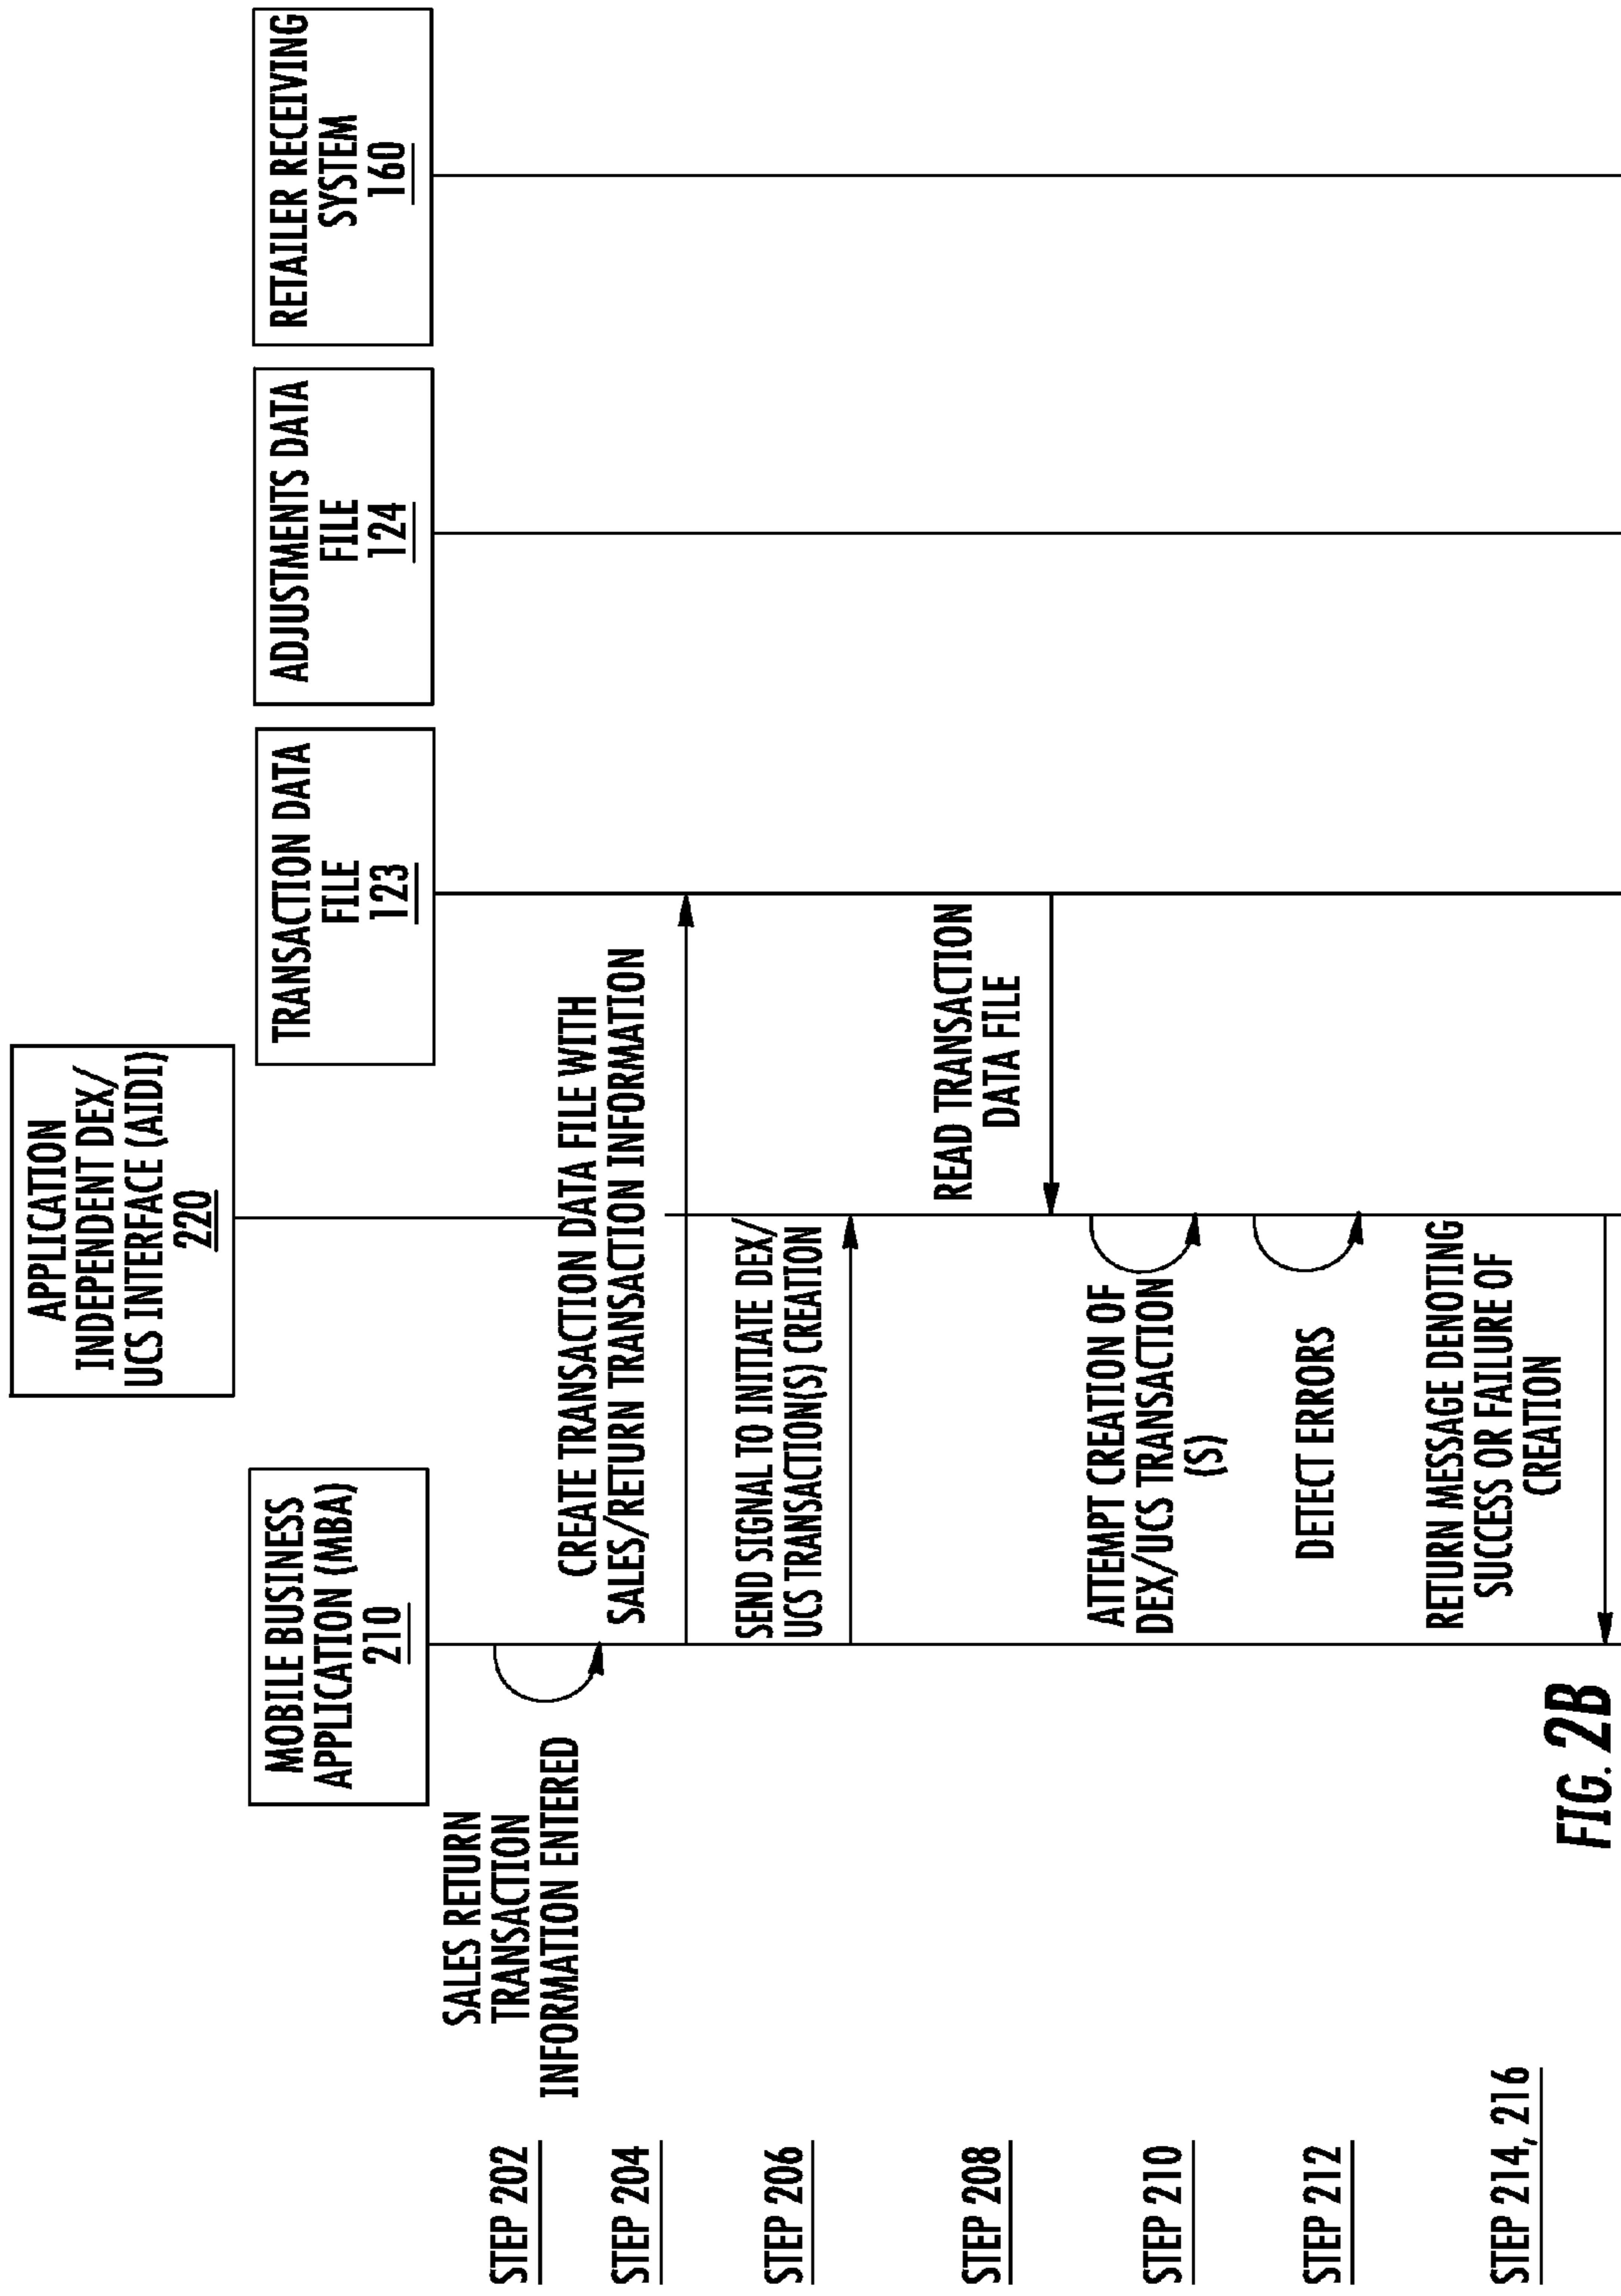 APPLICATION
INDEPENDENT DEX/
UCS INTERFACE (AIDI)
220
MOBILE BUSINESS
APPLICATION (MBA)
210
TRANSACTION DATA
FILE
123
ADJUSTMENTS DATA
FILE
124
RETAILER RECEIVING
SYSTEM
160
STEP 202
SALES RETURN
TRANSACTION
INFORMATION ENTERED
STEP 204
CREATE TRANSACTION DATA FILE WITH
SALES/RETURN TRANSACTION INFORMATION
STEP 206
SEND SIGNAL TO INITIATE DEX/
UCS TRANSACTION(S) CREATION
STEP 208
READ TRANSACTION
DATA FILE
STEP 210
ATTEMPT CREATION OF
DEX/UCS TRANSACTION
(S)
STEP 212
DETECT ERRORS
STEP 214, 216
RETURN MESSAGE DENOTING
SUCCESS OR FAILURE OF
CREATION
FIG. 2B